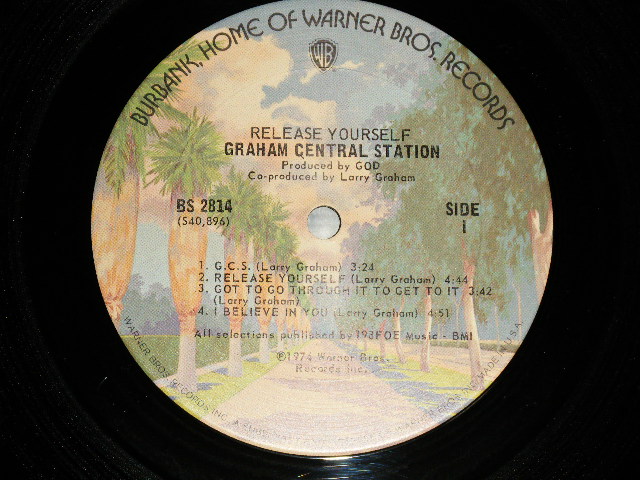 BURBANK, HOME OF WARNER BROS. RECORDS
WB
RELEASE YOURSELF
GRAHAM CENTRAL STATION
Produced by GOD
Co-produced by Larry Graham
BS 2814
(S40,896)
SIDE
1
1. G.C.S. (Larry Graham) 3:24
2. RELEASE YOURSELF (Larry Graham) 4:44
3. GOT TO GO THROUGH IT TO GET TO IT 3:42
(Larry Graham)
4. I BELIEVE IN YOU (Larry Graham) 4:51
All selections published by Music - BMI
©1974 Warner Bros.
Records Inc.
WARNER BROS. RECORDS INC.
MADE IN U.S.A.